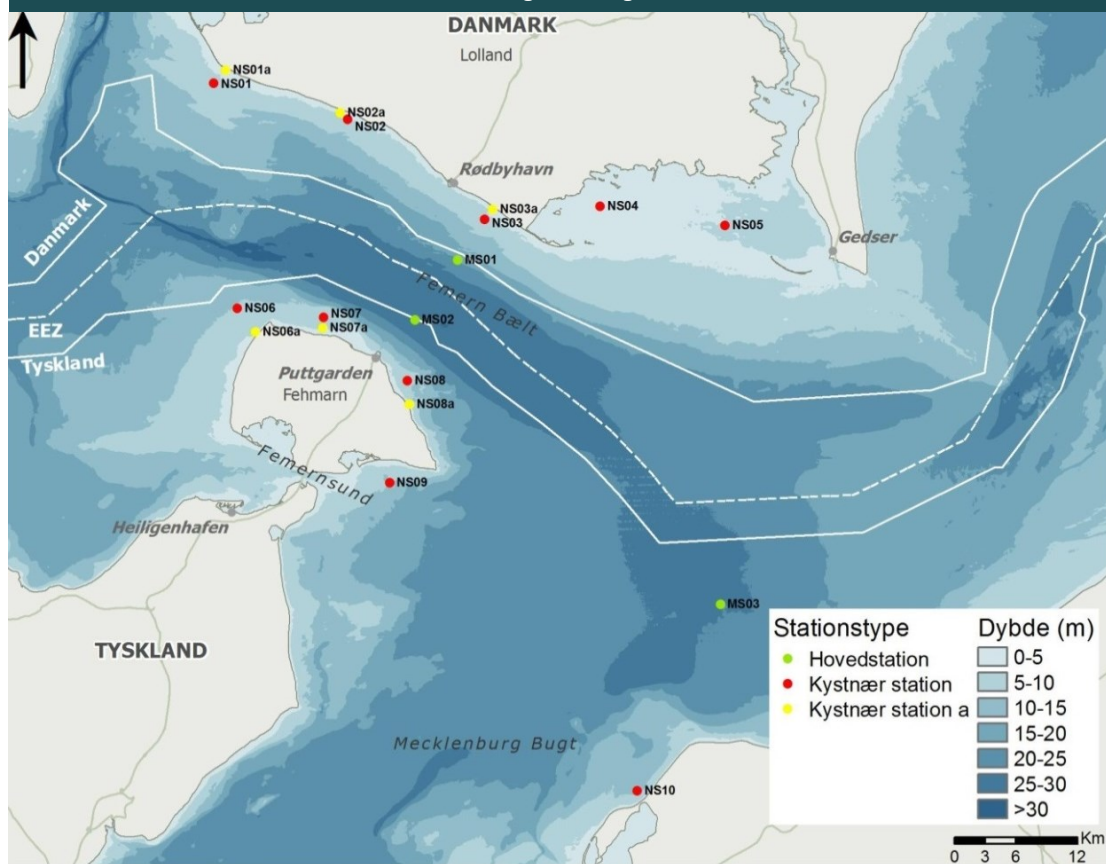 DANMARK
Lolland
NS01a
NS01
NS02a
NS02
Rødbyhavn
NS03a
NS03
NS04
NS05
Gedser
Danmark
MS01
Femern Bælt
NS06
NS07
MS02
EEZ
NS06a
NS07a
Tyskland
Puttgarden
Fehmarn
NS08
NS08a
Femernsund
NS09
Heiligenhafen
MS03
TYSKLAND
Mecklenburg Bugt
NS10
Stationstype
Hovedstation
Kystnær station
Kystnær station a
Dybde (m)
0-5
5-10
10-15
15-20
20-25
25-30
>30
Km
0 3 6 12